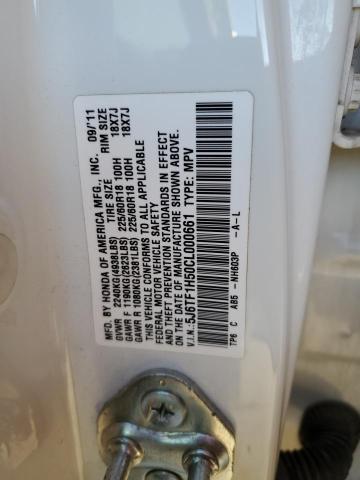 MFD. BY HONDA OF AMERICA MFG., INC. 09/'11
TIRE SIZE RIM SIZE
GVWR 2240KG(4938LBS)
GAWR F 1190KG(2623LBS) 225/60R18 100H 18X7J
GAWR R 1080KG(2381LBS) 225/60R18 100H 18X7J
THIS VEHICLE CONFORMS TO ALL APPLICABLE
FEDERAL MOTOR VEHICLE SAFETY
AND THEFT PREVENTION STANDARDS IN EFFECT
ON THE DATE OF MANUFACTURE SHOWN ABOVE.
V.I.N.: 5J6TF1H50CL000661 TYPE: MPV
TP6 C AB5 -NH603P -A-L